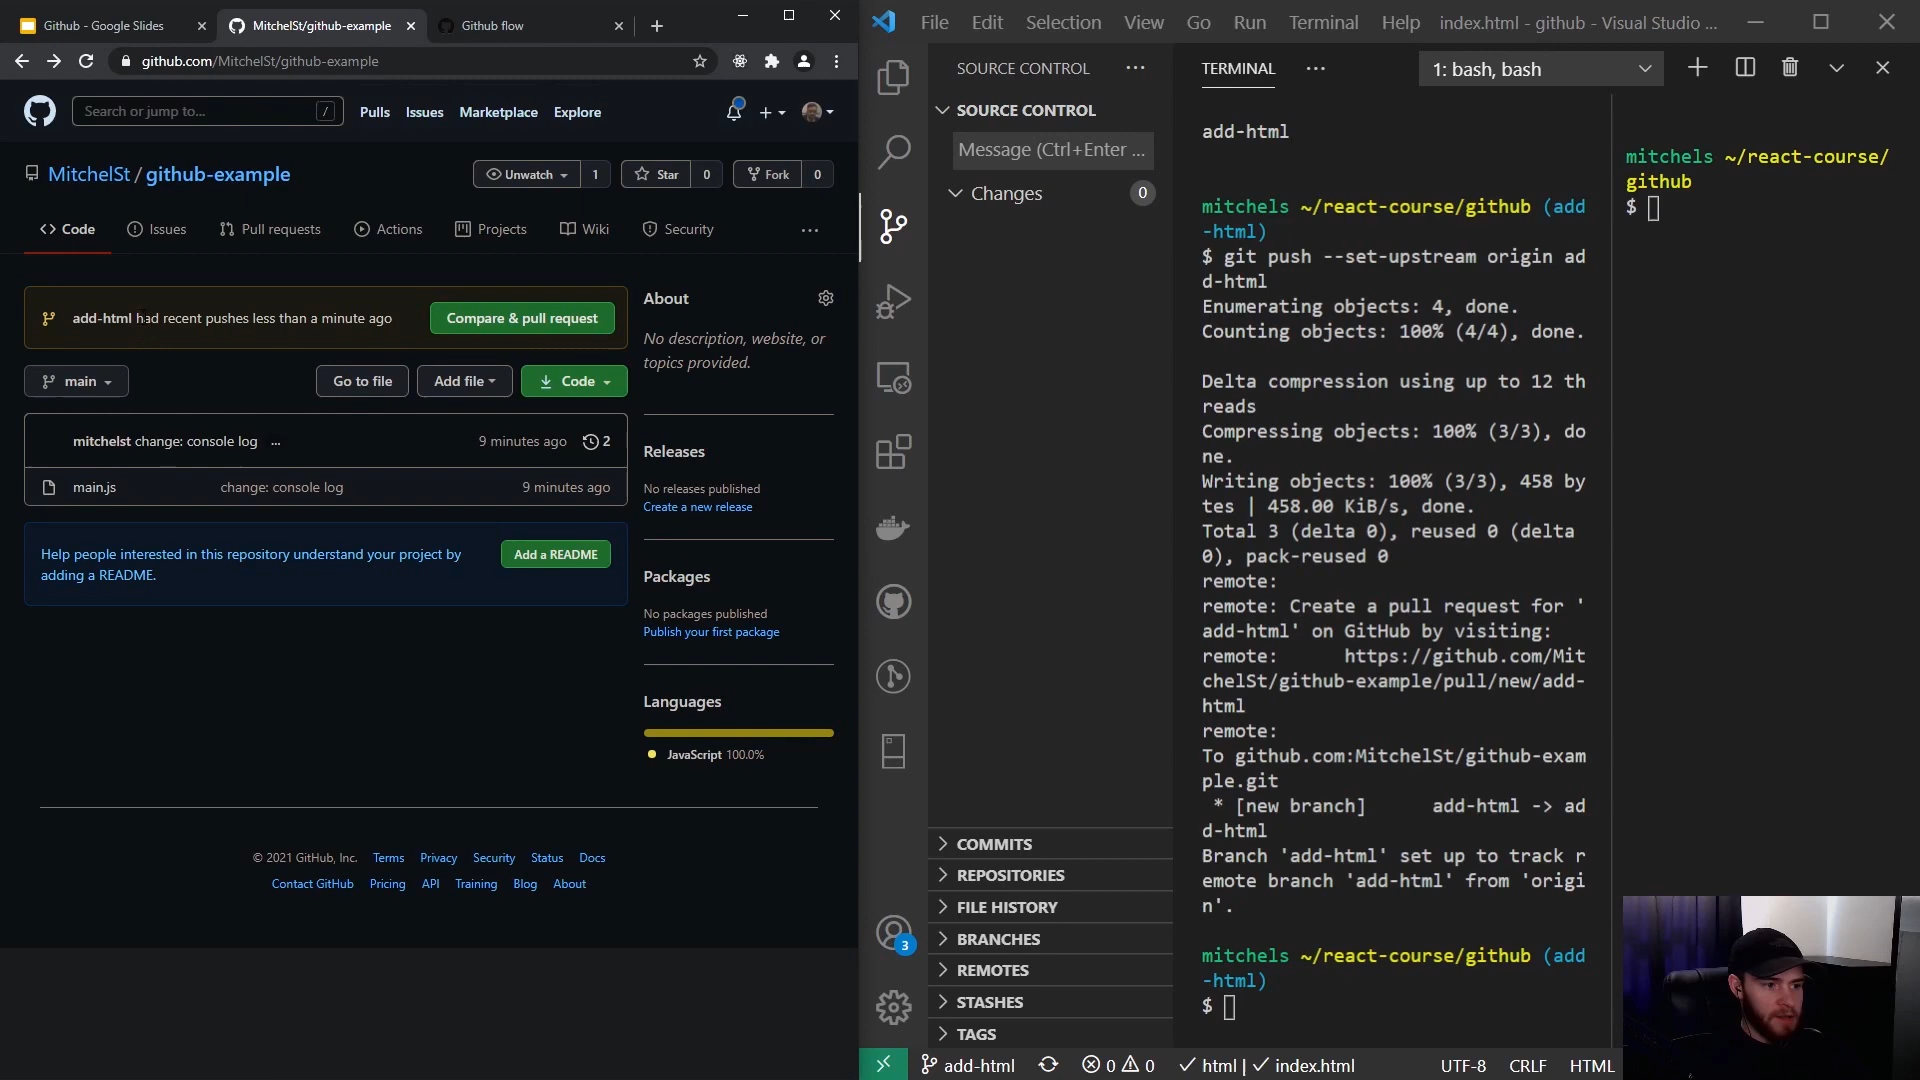 Github - Google Slides
MitchelSt/github-example
Github flow
github.com/MitchelSt/github-example
Search or jump to...
/
Pulls
Issues
Marketplace
Explore
MitchelSt / github-example
Unwatch
1
Star
0
Fork
0
Code
Issues
Pull requests
Actions
Projects
Wiki
Security
add-html had recent pushes less than a minute ago
Compare & pull request
main
Go to file
Add file
Code
mitchelst change: console log ...
9 minutes ago
2
main.js
change: console log
9 minutes ago
Help people interested in this repository understand your project by
adding a README.
Add a README
About
No description, website, or
topics provided.
Releases
No releases published
Create a new release
Packages
No packages published
Publish your first package
Languages
JavaScript 100.0%
© 2021 GitHub, Inc.
Terms
Privacy
Security
Status
Docs
Contact GitHub
Pricing
API
Training
Blog
About
File
Edit
Selection
View
Go
Run
Terminal
Help
index.html - github - Visual Studio ...
SOURCE CONTROL
SOURCE CONTROL
Message (Ctrl+Enter ...
Changes
0
COMMITS
REPOSITORIES
FILE HISTORY
BRANCHES
REMOTES
STASHES
TAGS
3
TERMINAL
1: bash, bash
add-html
mitchels ~/react-course/github (add
-html)
$ git push --set-upstream origin ad
d-html
Enumerating objects: 4, done.
Counting objects: 100% (4/4), done.
Delta compression using up to 12 th
reads
Compressing objects: 100% (3/3), do
ne.
Writing objects: 100% (3/3), 458 by
tes | 458.00 KiB/s, done.
Total 3 (delta 0), reused 0 (delta
0), pack-reused 0
remote:
remote: Create a pull request for '
add-html' on GitHub by visiting:
remote:      https://github.com/Mit
chelSt/github-example/pull/new/add-
html
remote:
To github.com:MitchelSt/github-exam
ple.git
* [new branch]      add-html -> ad
d-html
Branch 'add-html' set up to track r
emote branch 'add-html' from 'origi
n'.
mitchels ~/react-course/github (add
-html)
$
mitchels ~/react-course/
github
$
add-html
0
0
html |
index.html
UTF-8
CRLF
HTML